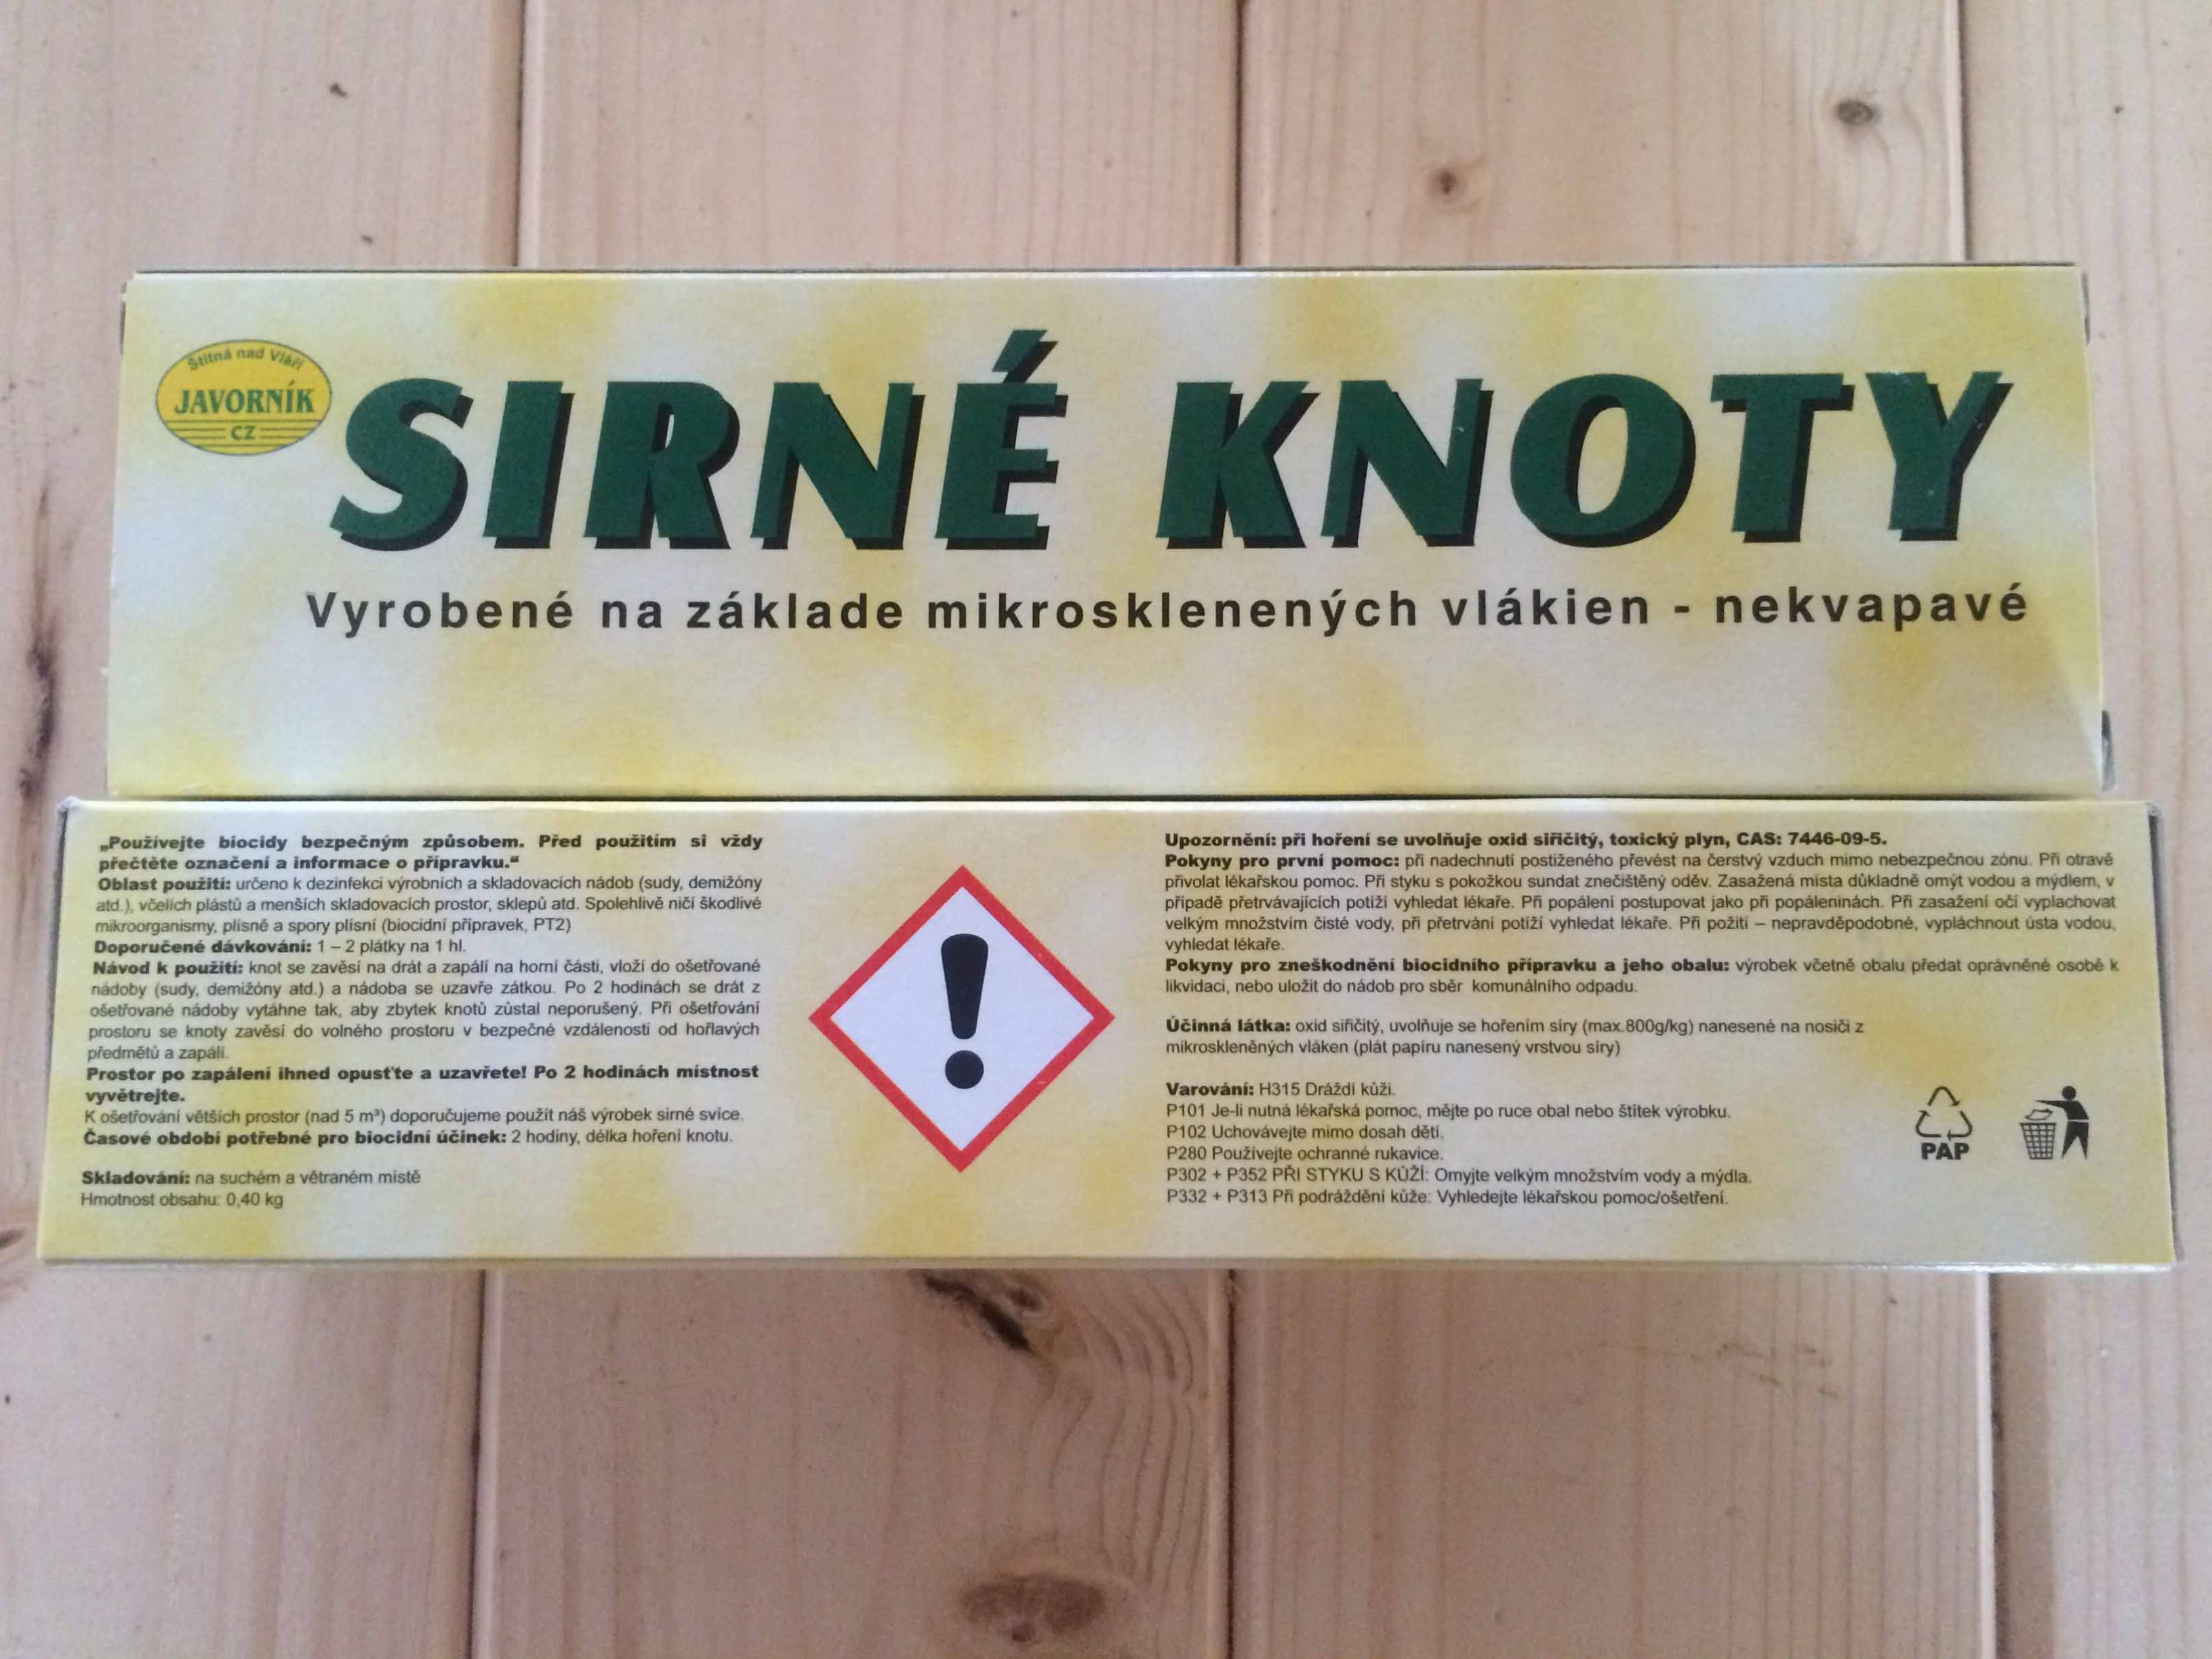 Štítná nad Vláří
JAVORNÍK
CZ
SIRNÉ KNOTY
Vyrobené na základe mikrosklenených vlákien - nekvapavé
„Používejte biocidy bezpečným způsobem. Před použitím si vždy
přečtěte označení a informace o přípravku.“
Oblast použití: určeno k dezinfekci výrobních a skladovacích nádob (sudy, demižóny
atd.), včelích plástů a menších skladovacích prostor, sklepů atd. Spolehlivě ničí škodlivé
mikroorganismy, plísně a spory plísní (biocidní přípravek, PT2)
Doporučené dávkování: 1 – 2 plátky na 1 hl.
Návod k použití: knot se zavěsí na drát a zapálí na horní části, vloží do ošetřované
nádoby (sudy, demižóny atd.) a nádoba se uzavře zátkou. Po 2 hodinách se drát z
ošetřované nádoby vytáhne tak, aby zbytek knotů zůstal neporušený. Při ošetřování
prostoru se knoty zavěsí do volného prostoru v bezpečné vzdálenosti od hořlavých
předmětů a zapálí.
Prostor po zapálení ihned opusťte a uzavřete! Po 2 hodinách místnost
vyvětrejte.
K ošetřování větších prostor (nad 5 m³) doporučujeme použít náš výrobek sirné svíce.
Časové období potřebné pro biocidní účinek: 2 hodiny, délka hoření knotu.
Skladování: na suchém a větraném místě
Hmotnost obsahu: 0,40 kg
Upozornění: při hoření se uvolňuje oxid siřičitý, toxický plyn, CAS: 7446-09-5.
Pokyny pro první pomoc: při nadechnutí postiženého převést na čerstvý vzduch mimo nebezpečnou zónu. Při otravě
přivolat lékařskou pomoc. Při styku s pokožkou sundat znečištěný oděv. Zasažená místa důkladně omýt vodou a mýdlem, v
případě přetrvávajících potíží vyhledat lékaře. Při popálení postupovat jako při popáleninách. Při zasažení očí vyplachovat
velkým množstvím čisté vody, při přetrvání potíží vyhledat lékaře. Při požití – nepravděpodobné, vypláchnout ústa vodou,
vyhledat lékaře.
Pokyny pro zneškodnění biocidního přípravku a jeho obalu: výrobek včetně obalu předat oprávněné osobě k
likvidaci, nebo uložit do nádob pro sběr komunálního odpadu.
Účinná látka: oxid siřičitý, uvolňuje se hořením síry (max.800g/kg) nanesené na nosiči z
mikroskleněných vláken (plát papíru nanesený vrstvou síry)
Varování: H315 Dráždí kůži.
P101 Je-li nutná lékařská pomoc, mějte po ruce obal nebo štítek výrobku.
P102 Uchovávejte mimo dosah dětí.
P280 Používejte ochranné rukavice.
P302 + P352 PŘI STYKU S KŮŽÍ: Omyjte velkým množstvím vody a mýdla.
P332 + P313 Při podráždění kůže: Vyhledejte lékařskou pomoc/ošetření.
PAP